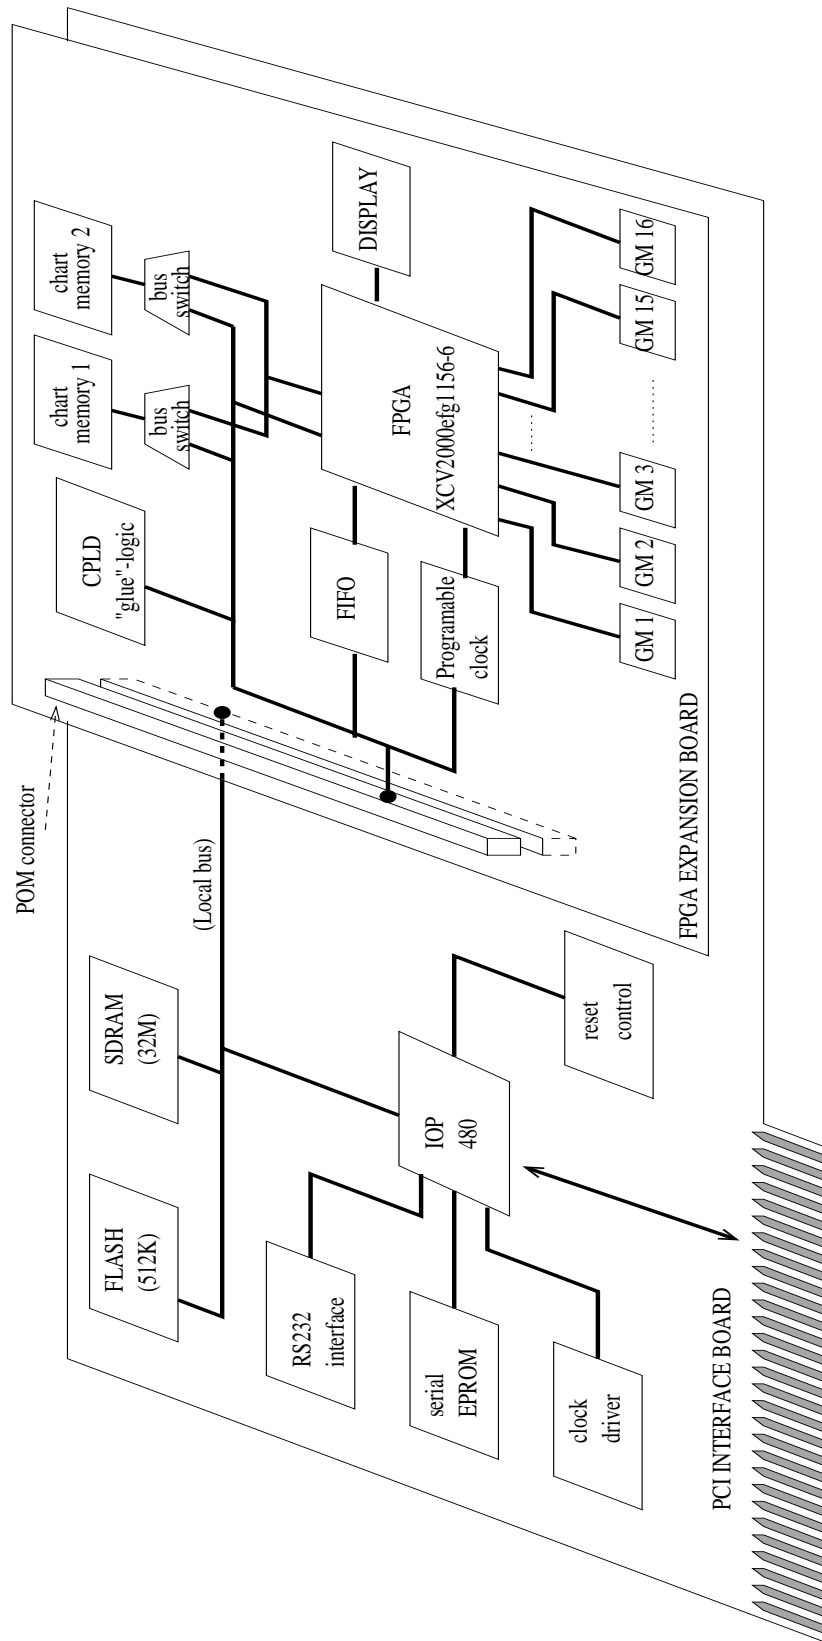 POM connector
chart
memory 2
chart
memory 1
bus
switch
bus
switch
DISPLAY
CPLD
"glue"-logic
FIFO
FPGA
XCV2000efg1156-6
Programable
clock
GM 1
GM 2
GM 3
GM 15
GM 16
FPGA EXPANSION BOARD
(Local bus)
SDRAM
(32M)
FLASH
(512K)
IOP
480
reset
control
RS232
interface
serial
EPROM
clock
driver
PCI INTERFACE BOARD